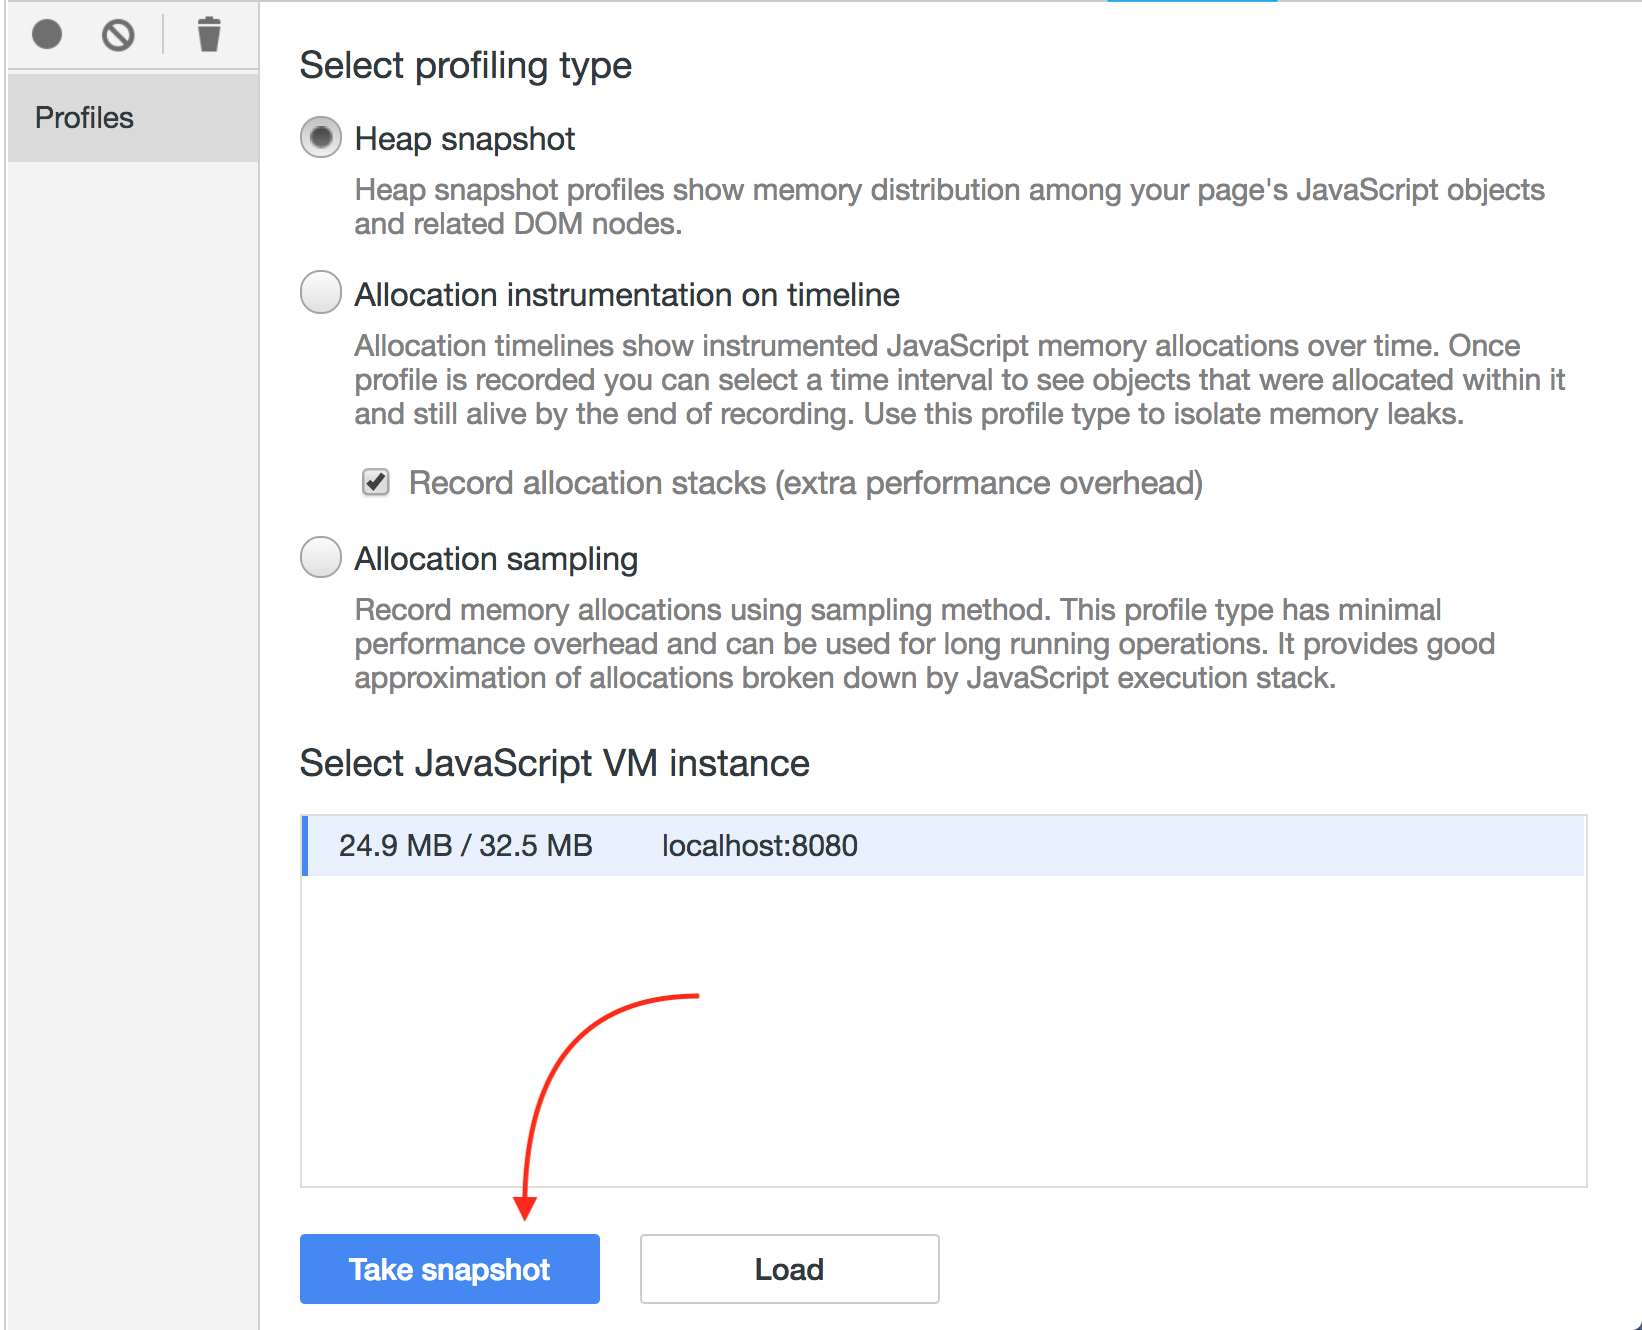 Profiles
Select profiling type
Heap snapshot
Heap snapshot profiles show memory distribution among your page's JavaScript objects
and related DOM nodes.
Allocation instrumentation on timeline
Allocation timelines show instrumented JavaScript memory allocations over time. Once
profile is recorded you can select a time interval to see objects that were allocated within it
and still alive by the end of recording. Use this profile type to isolate memory leaks.
Record allocation stacks (extra performance overhead)
Allocation sampling
Record memory allocations using sampling method. This profile type has minimal
performance overhead and can be used for long running operations. It provides good
approximation of allocations broken down by JavaScript execution stack.
Select JavaScript VM instance
24.9 MB / 32.5 MB localhost:8080
Take snapshot Load